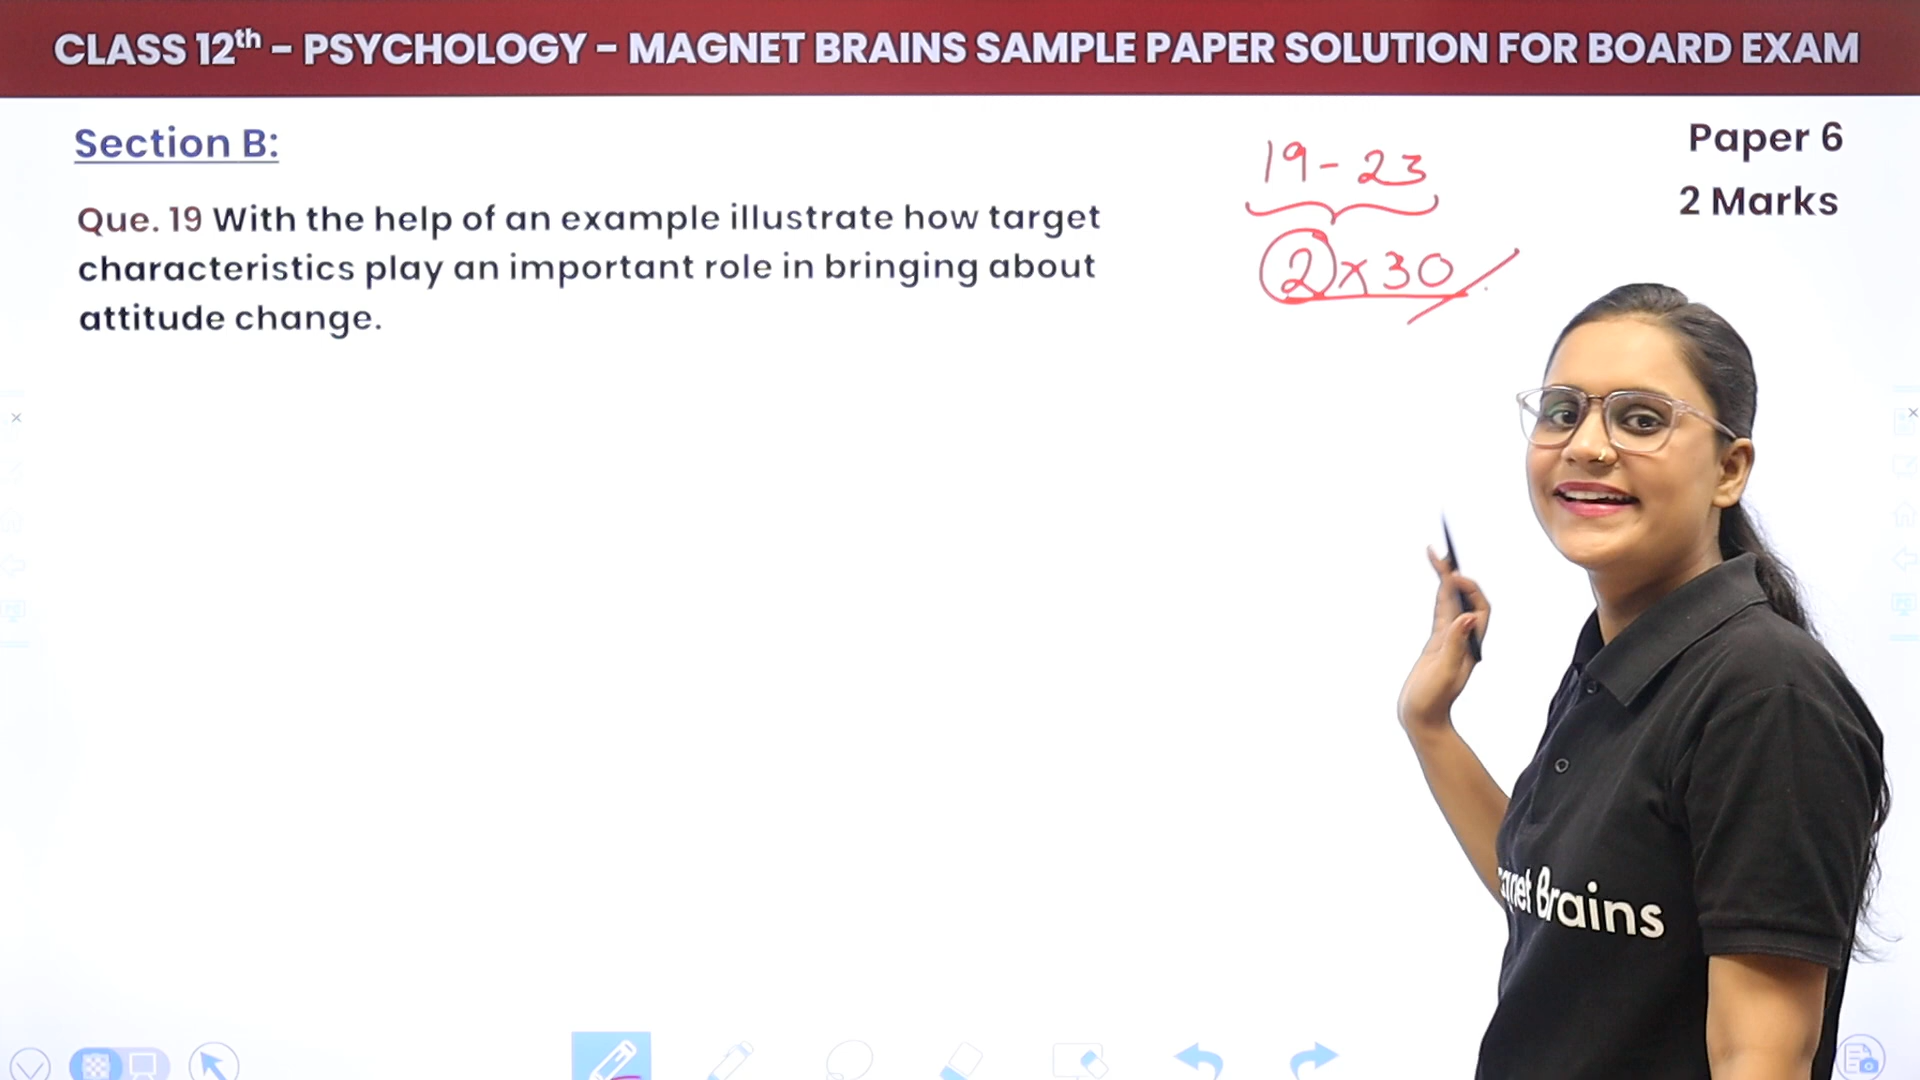 CLASS 12th – PSYCHOLOGY – MAGNET BRAINS SAMPLE PAPER SOLUTION FOR BOARD EXAM
Section B:
Paper 6
2 Marks
Que. 19 With the help of an example illustrate how target
characteristics play an important role in bringing about
attitude change.
19 - 23
2 x 30
Brains